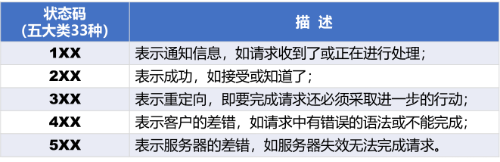 状态码
（五大类33种）
描 述
1XX
表示通知信息，如请求收到了或正在进行处理；
2XX
表示成功，如接受或知道了；
3XX
表示重定向，即要完成请求还必须采取进一步的行动；
4XX
表示客户的差错，如请求中有错误的语法或不能完成；
5XX
表示服务器的差错，如服务器失效无法完成请求。